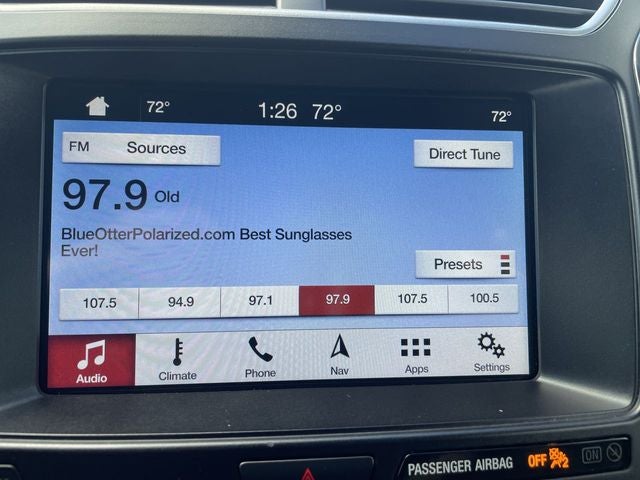 72° 1:26 72° 72°
FM Sources
Direct Tune
97.9 Old
BlueOtterPolarized.com Best Sunglasses
Ever!
Presets
107.5 94.9 97.1 97.9 107.5 100.5
Audio Climate Phone Nav Apps Settings
PASSENGER AIRBAG OFF 2 ON